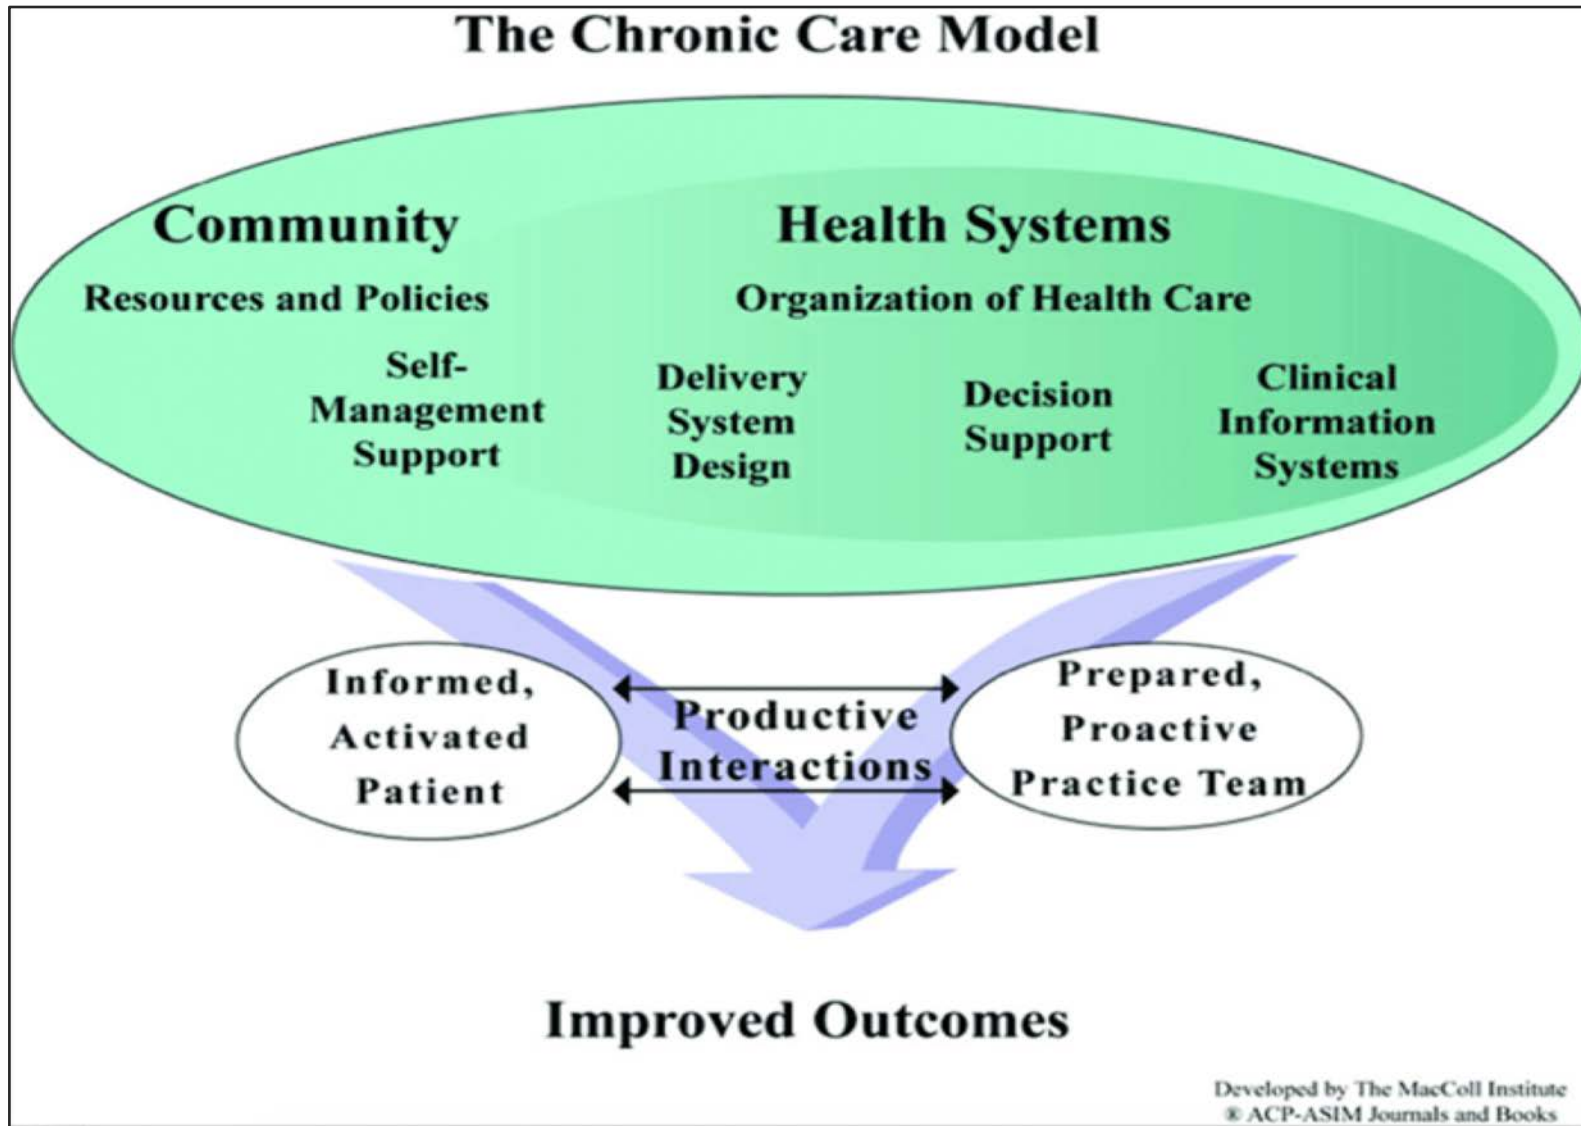 The Chronic Care Model
Community
Resources and Policies
Health Systems
Organization of Health Care
Self-
Management
Support
Delivery
System
Design
Decision
Support
Clinical
Information
Systems
Informed,
Activated
Patient
Productive
Interactions
Prepared,
Proactive
Practice Team
Improved Outcomes
Developed by The MacColl Institute
® ACP-ASIM Journals and Books